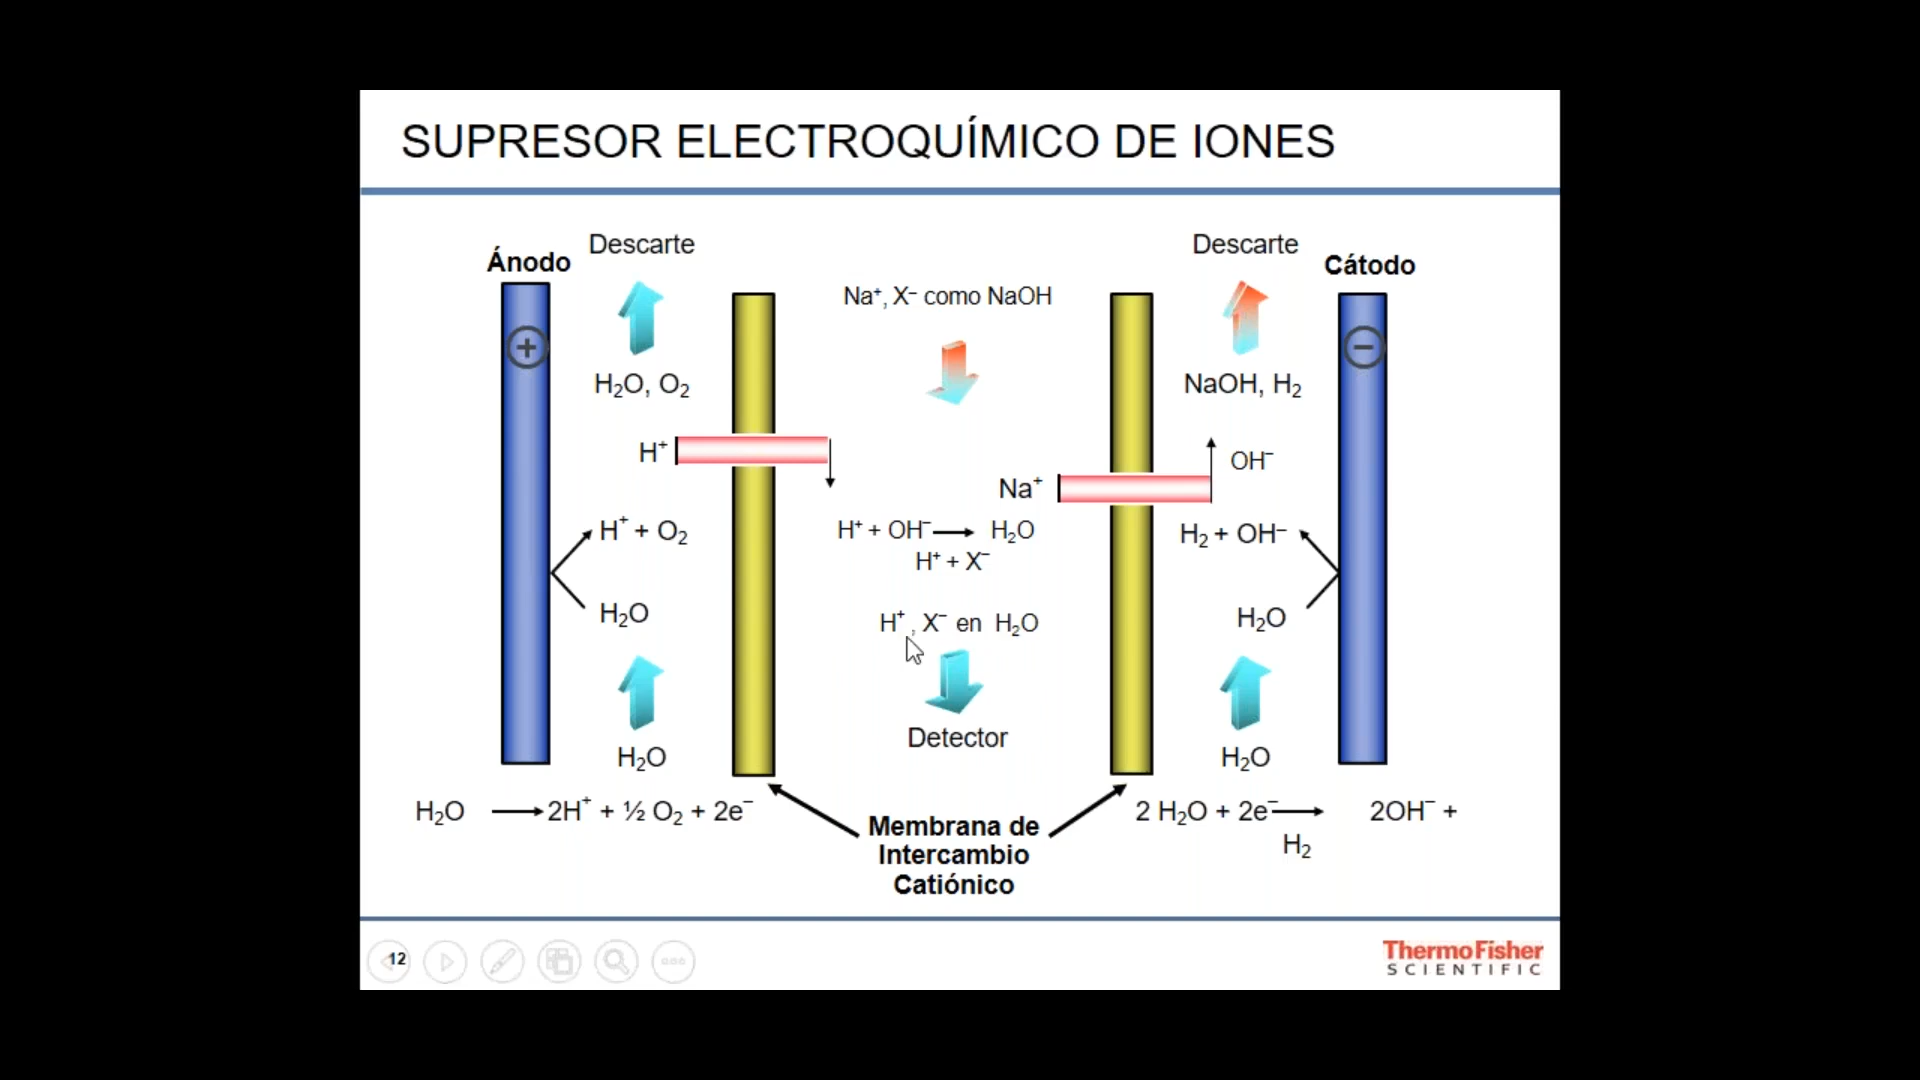 SUPRESOR ELECTROQUÍMICO DE IONES
Ánodo
Descarte
Descarte
Cátodo
Na⁺, X⁻ como NaOH
+
−
H₂O, O₂
NaOH, H₂
H⁺
OH⁻
Na⁺
H⁺ + O₂
H⁺ + OH⁻ → H₂O
H₂ + OH⁻
H⁺ + X⁻
H₂O
H⁺, X⁻ en H₂O
H₂O
Detector
H₂O
H₂O
H₂O → 2H⁺ + ½ O₂ + 2e⁻
2 H₂O + 2e⁻ → 2OH⁻ +
H₂
Membrana de
Intercambio
Catiónico
12
ThermoFisher
SCIENTIFIC